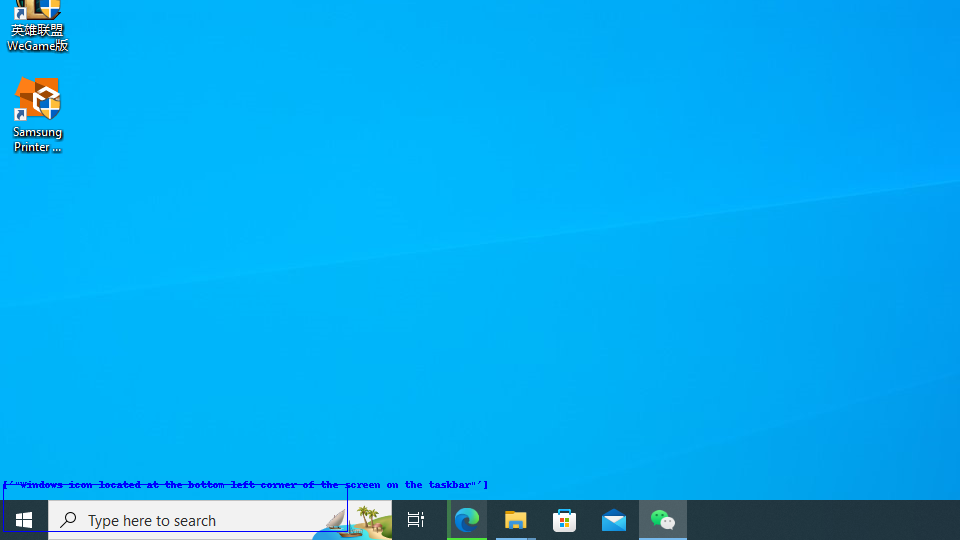 英雄联盟
WeGame版
Samsung
Printer ...
['"Windows icon located at the bottom left corner of the screen on the taskbar"']
Type here to search